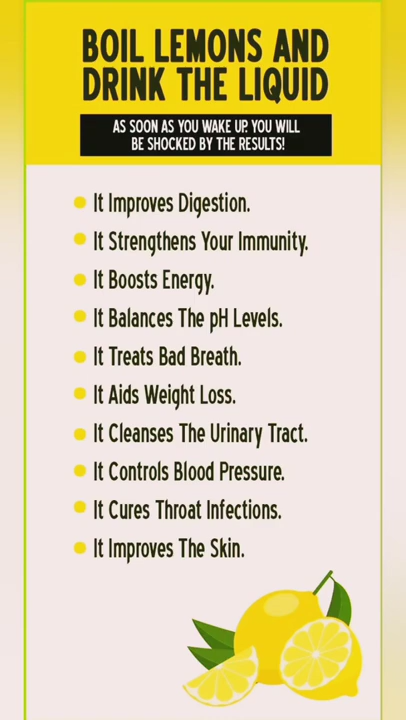 BOIL LEMONS AND
DRINK THE LIQUID
AS SOON AS YOU WAKE UP. YOU WILL
BE SHOCKED BY THE RESULTS!
It Improves Digestion.
It Strengthens Your Immunity.
It Boosts Energy.
It Balances The pH Levels.
It Treats Bad Breath.
It Aids Weight Loss.
It Cleanses The Urinary Tract.
It Controls Blood Pressure.
It Cures Throat Infections.
It Improves The Skin.